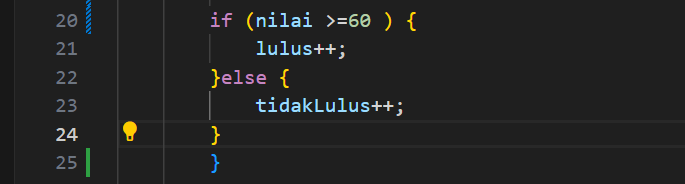 20 if (nilai >=60 ) {
21 lulus++;
22 }else {
23 tidakLulus++;
24 }
25 }